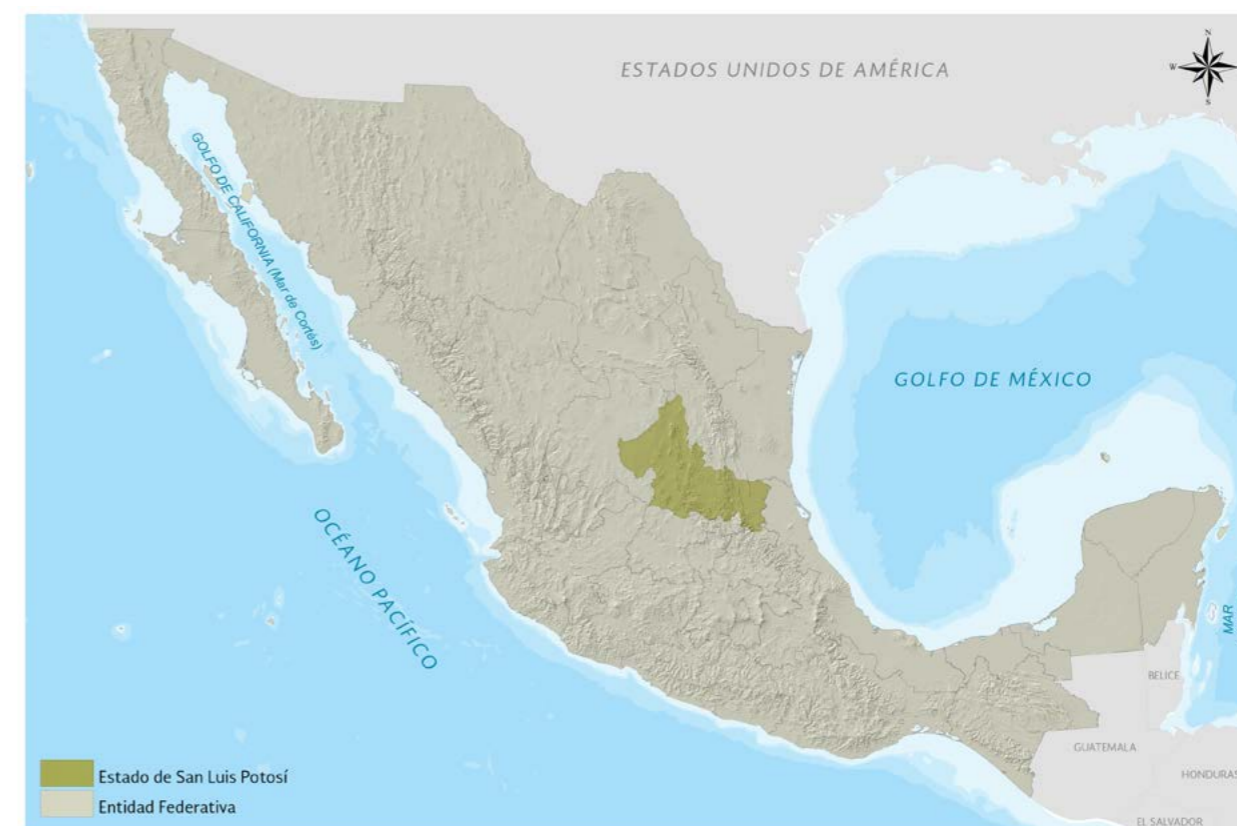 N
W
S
ESTADOS UNIDOS DE AMÉRICA
GOLFO DE CALIFORNIA (Mar de Cortés)
GOLFO DE MÉXICO
OCÉANO PACÍFICO
MAR
BELICE
GUATEMALA
HONDURAS
EL SALVADOR
Estado de San Luis Potosí
Entidad Federativa